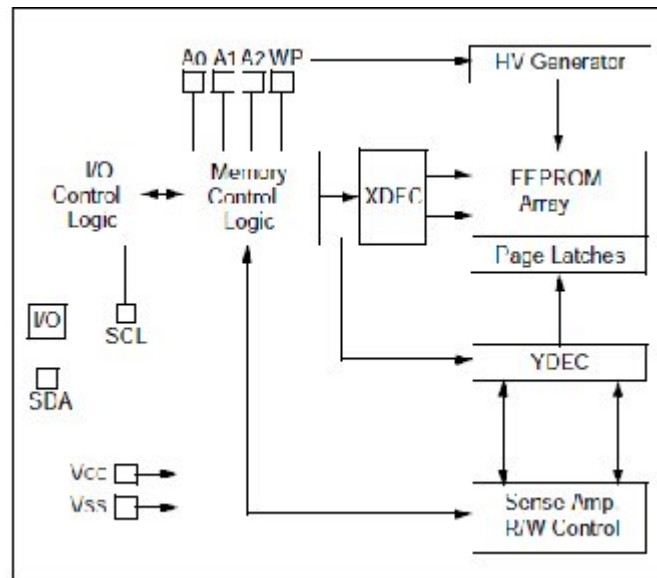 A0 A1 A2 WP
HV Generator
I/O
Control
Logic
Memory
Control
Logic
XDEC
EEPROM
Array
Page Latches
I/O
SCL
YDEC
SDA
Vcc
Vss
Sense Amp.
R/W Control